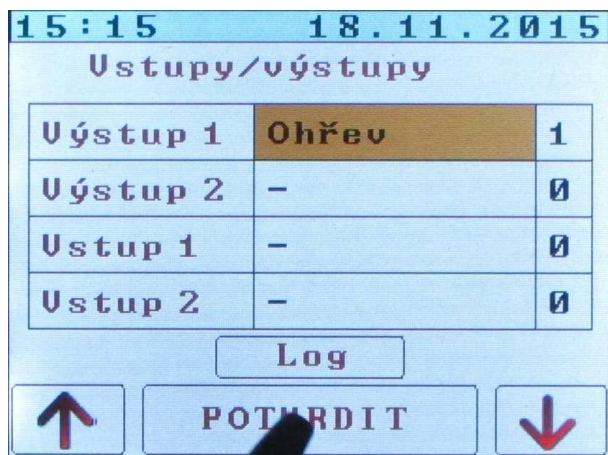 15:15 18.11.2015
Vstupy/výstupy
Výstup 1 Ohřev 1
Výstup 2 - 0
Vstup 1 - 0
Vstup 2 - 0
Log
POTVRDIT